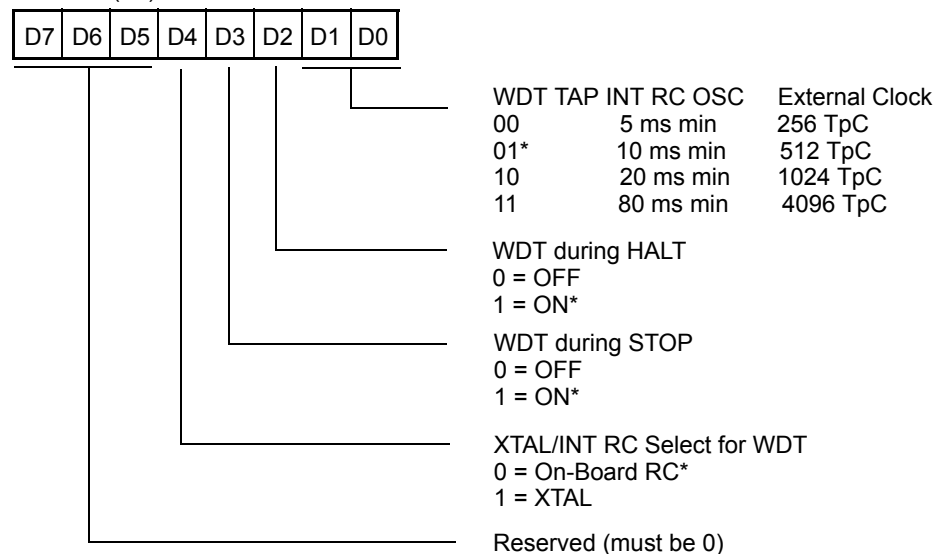 D7 D6 D5 D4 D3 D2 D1 D0
WDT TAP INT RC OSC External Clock
00 5 ms min 256 TpC
01* 10 ms min 512 TpC
10 20 ms min 1024 TpC
11 80 ms min 4096 TpC
WDT during HALT
0 = OFF
1 = ON*
WDT during STOP
0 = OFF
1 = ON*
XTAL/INT RC Select for WDT
0 = On-Board RC*
1 = XTAL
Reserved (must be 0)